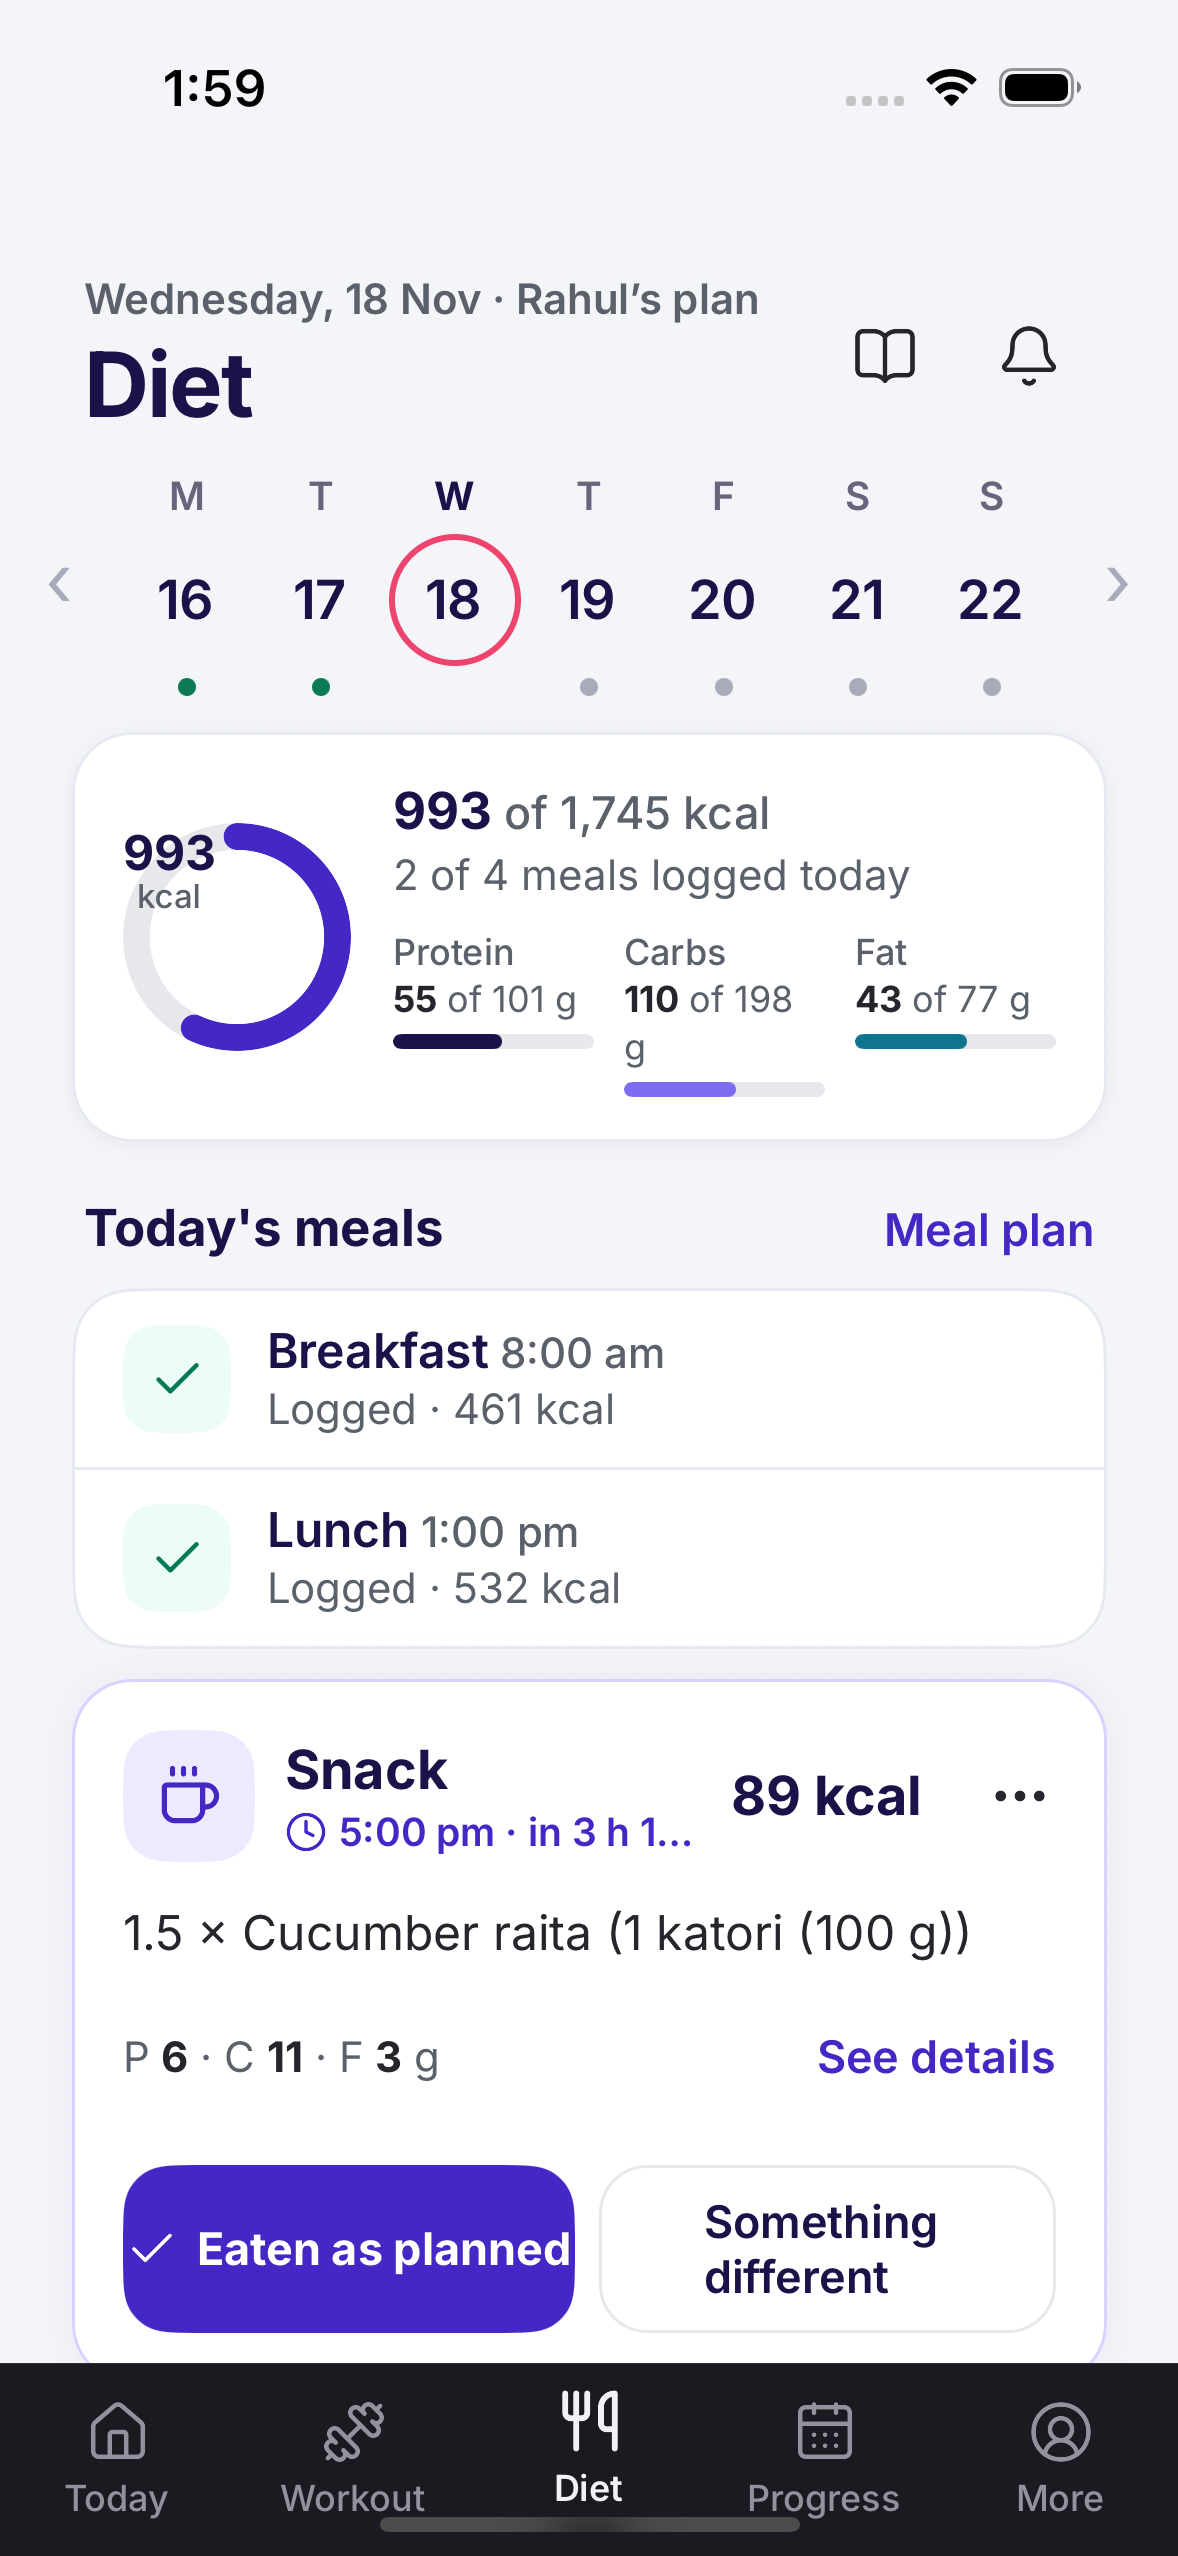 1:59
Wednesday, 18 Nov · Rahul’s plan
Diet
M T W T F S S
16 17 18 19 20 21 22
993
kcal
993 of 1,745 kcal
2 of 4 meals logged today
Protein
55 of 101 g
Carbs
110 of 198
g
Fat
43 of 77 g
Today's meals
Meal plan
Breakfast 8:00 am
Logged · 461 kcal
Lunch 1:00 pm
Logged · 532 kcal
Snack
5:00 pm · in 3 h 1...
89 kcal
1.5 × Cucumber raita (1 katori (100 g))
P 6 · C 11 · F 3 g
See details
Eaten as planned
Something
different
Today
Workout
Diet
Progress
More